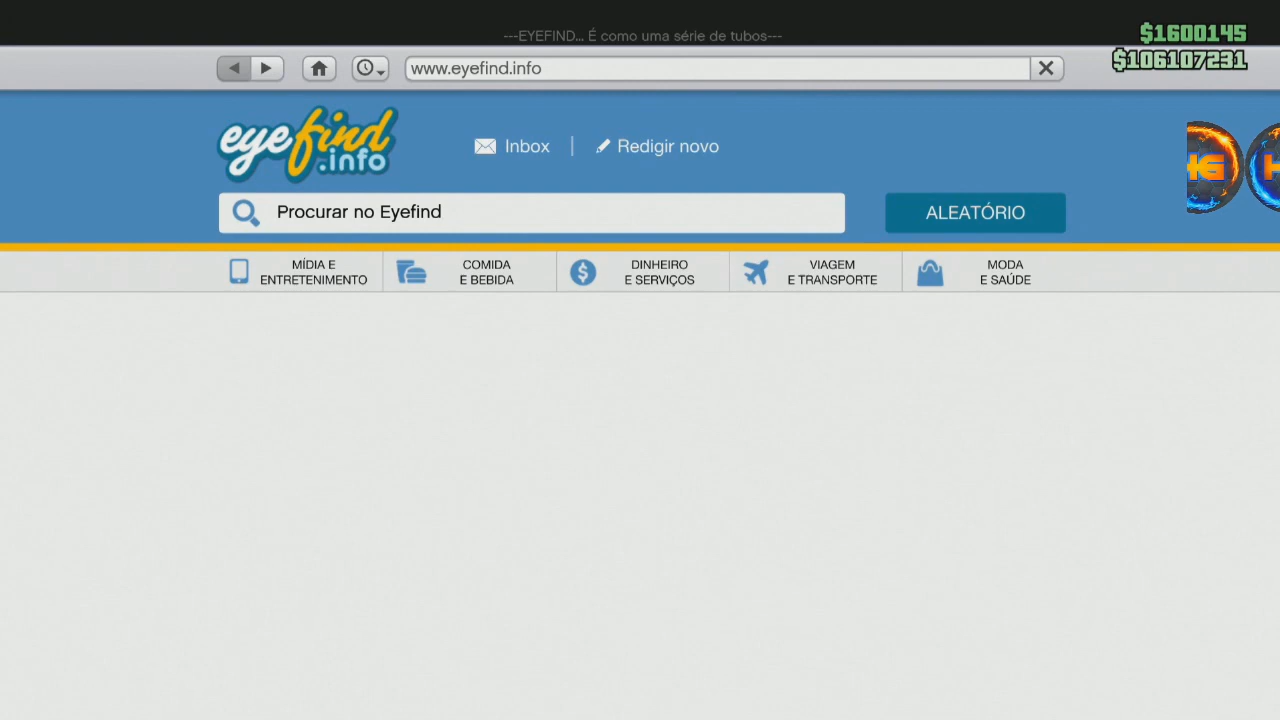 ---EYEFIND... É como uma série de tubos---
$1600145
$106107231
www.eyefind.info
eyefind
.info
Inbox
Redigir novo
HG
H
Procurar no Eyefind
ALEATÓRIO
MÍDIA E
ENTRETENIMENTO
COMIDA
E BEBIDA
DINHEIRO
E SERVIÇOS
VIAGEM
E TRANSPORTE
MODA
E SAÚDE